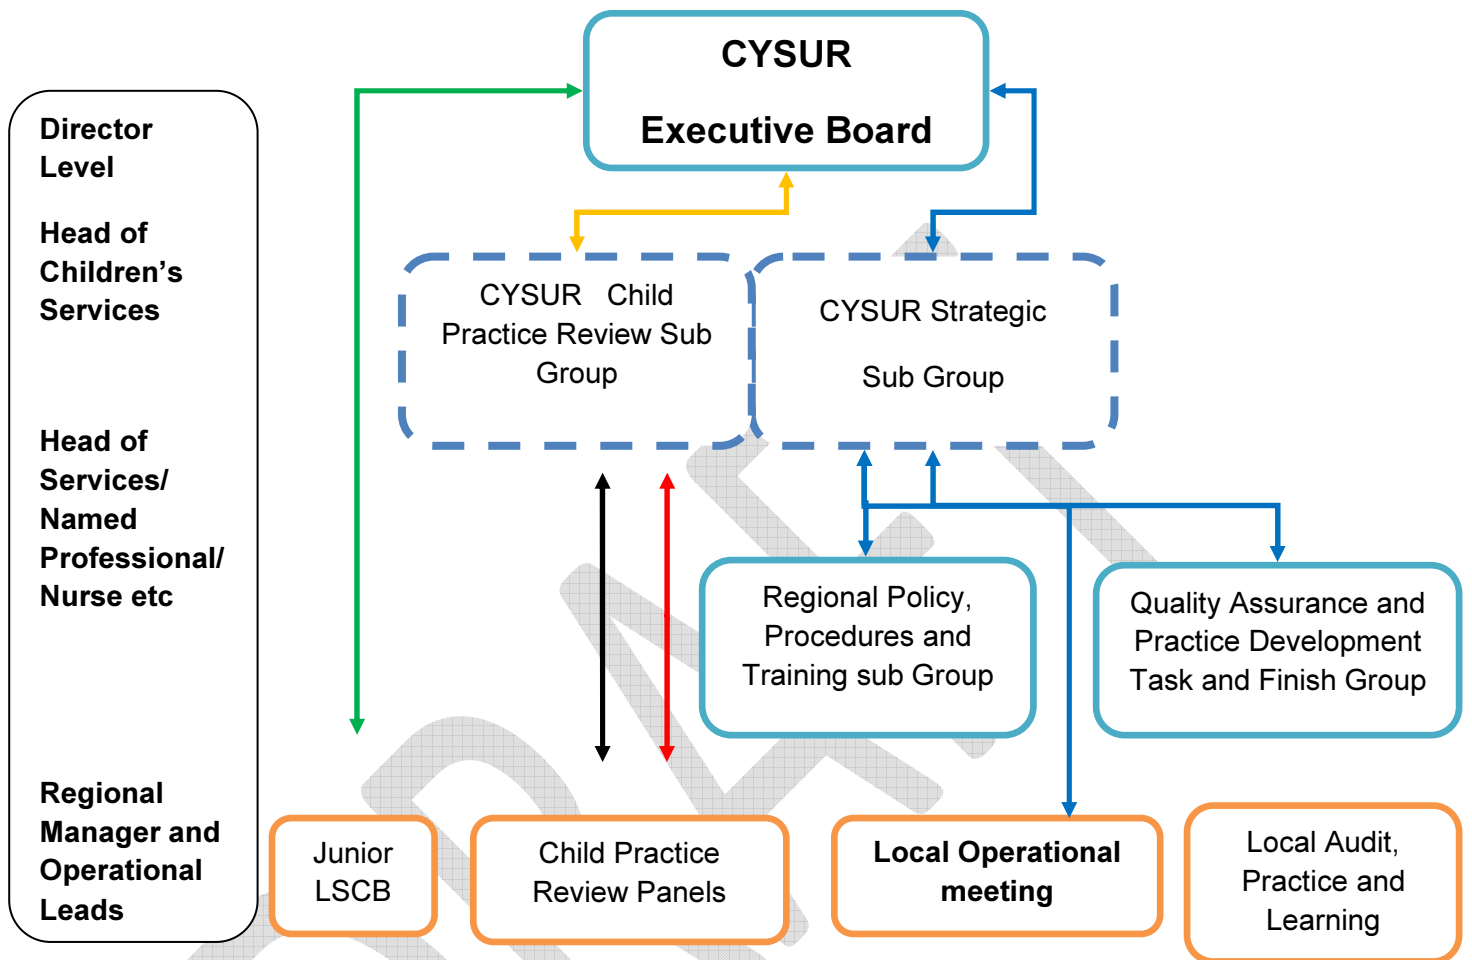 CYSUR
Executive Board
Director
Level
Head of
Children’s
Services
Head of
Services/
Named
Professional/
Nurse etc
Regional
Manager and
Operational
Leads
CYSUR Child
Practice Review Sub
Group
CYSUR Strategic
Sub Group
Regional Policy,
Procedures and
Training sub Group
Quality Assurance and
Practice Development
Task and Finish Group
Junior
LSCB
Child Practice
Review Panels
Local Operational
meeting
Local Audit,
Practice and
Learning